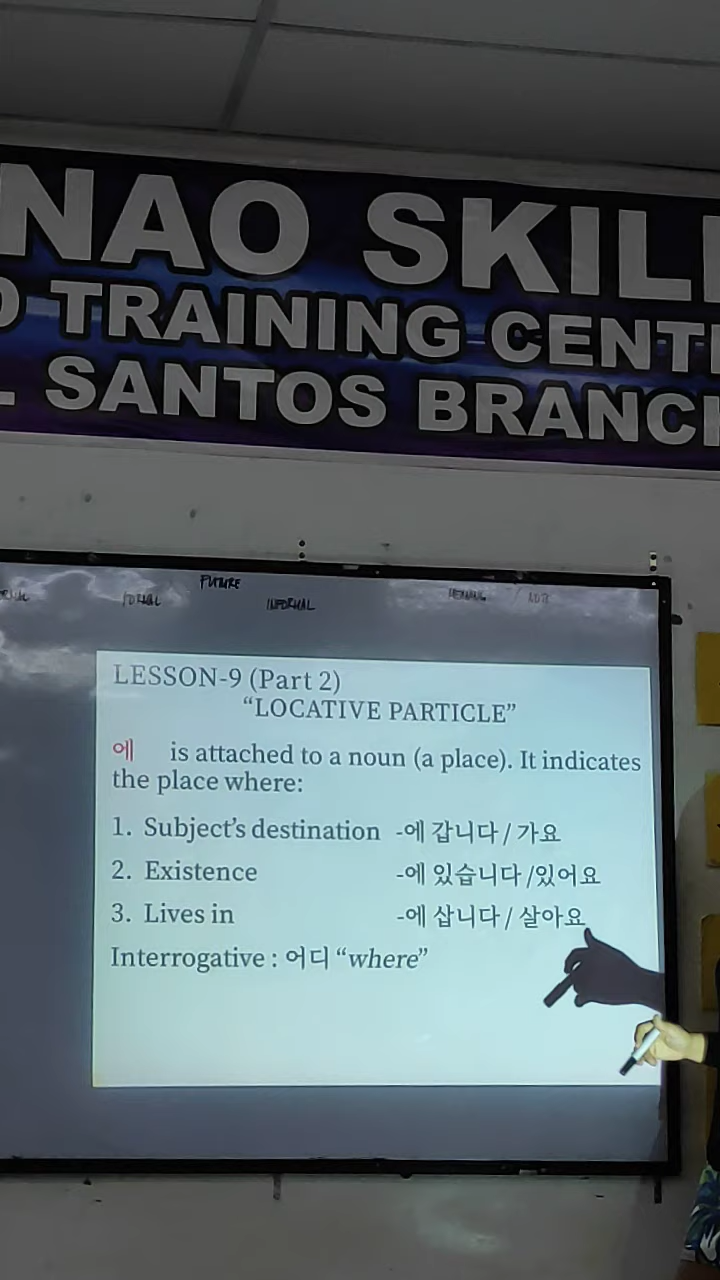 NAO SKILL
TRAINING CENT
. SANTOS BRANCH
FUTURE
FORMAL
INFORMAL
LESSON-9 (Part 2)
“LOCATIVE PARTICLE”
에 is attached to a noun (a place). It indicates
the place where:
1. Subject’s destination -에 갑니다 / 가요
2. Existence -에 있습니다 /있어요
3. Lives in -에 삽니다 / 살아요
Interrogative : 어디 “where”